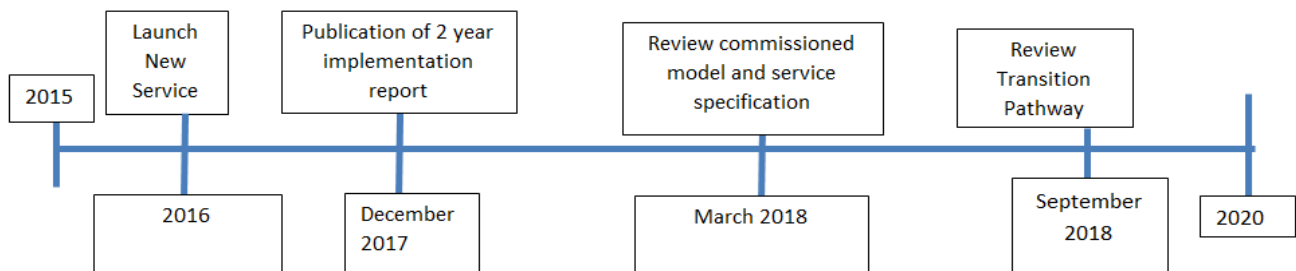 2015
Launch
New
Service
Publication of 2 year
implementation
report
Review commissioned
model and service
specification
Review
Transition
Pathway
2016
December
2017
March 2018
September
2018
2020